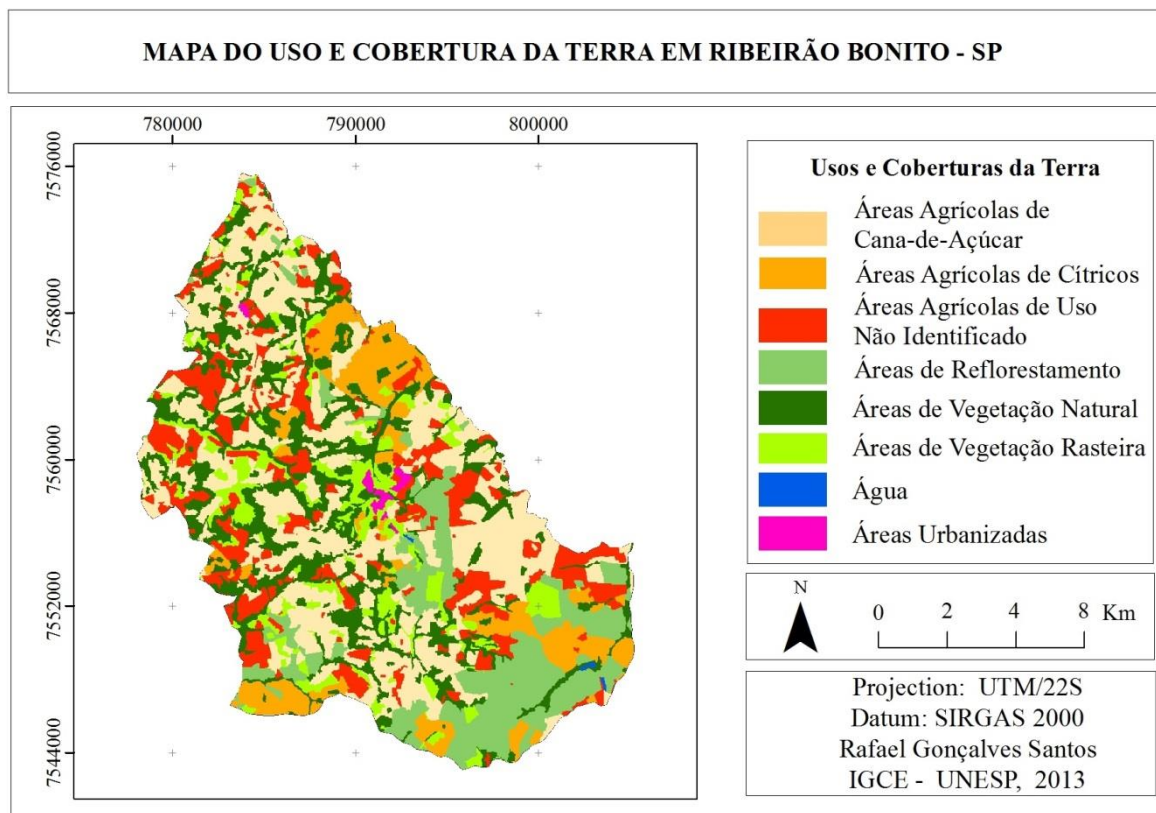 MAPA DO USO E COBERTURA DA TERRA EM RIBEIRÃO BONITO - SP
780000
790000
800000
7576000
7568000
7560000
7552000
7544000
Usos e Coberturas da Terra
Áreas Agrícolas de
Cana-de-Açúcar
Áreas Agrícolas de Cítricos
Áreas Agrícolas de Uso
Não Identificado
Áreas de Reflorestamento
Áreas de Vegetação Natural
Áreas de Vegetação Rasteira
Água
Áreas Urbanizadas
N
0 2 4 8 Km
Projection: UTM/22S
Datum: SIRGAS 2000
Rafael Gonçalves Santos
IGCE - UNESP, 2013